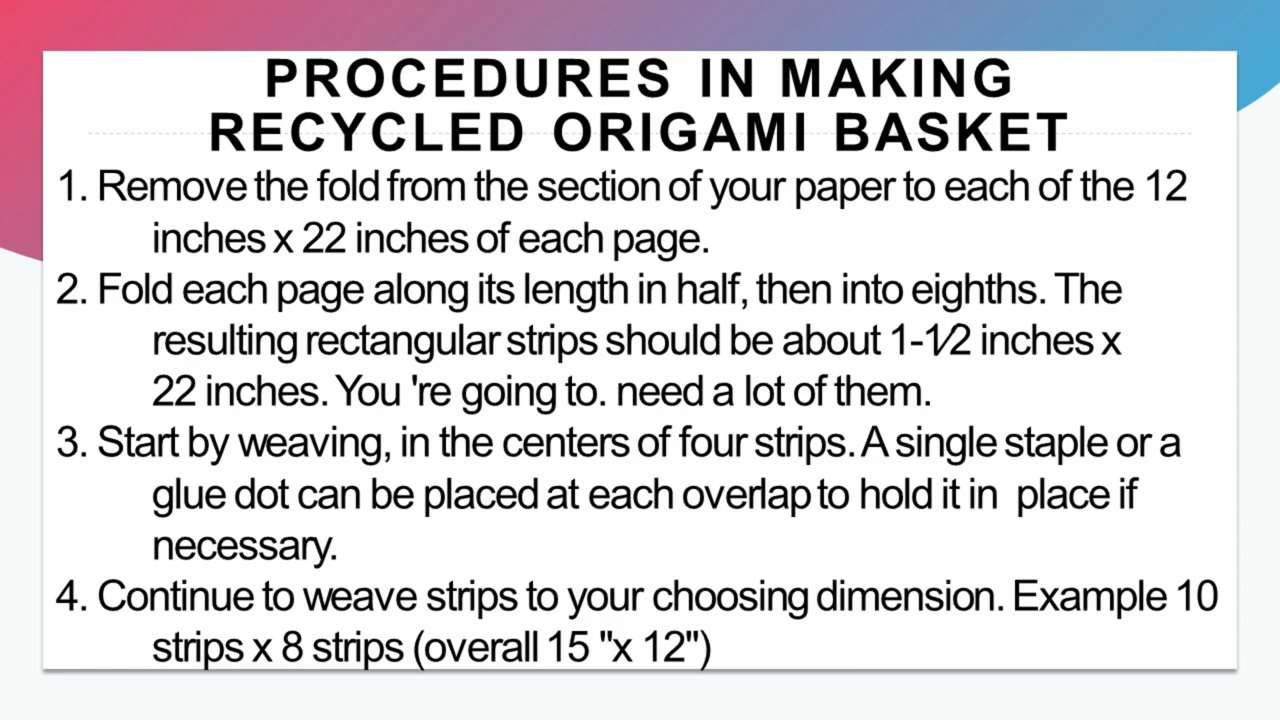 PROCEDURES IN MAKING
RECYCLED ORIGAMI BASKET
1. Remove the fold from the section of your paper to each of the 12
inches x 22 inches of each page.
2. Fold each page along its length in half, then into eighths. The
resulting rectangular strips should be about 1-1⁄2 inches x
22 inches. You 're going to. need a lot of them.
3. Start by weaving, in the centers of four strips. A single staple or a
glue dot can be placed at each overlap to hold it in place if
necessary.
4. Continue to weave strips to your choosing dimension. Example 10
strips x 8 strips (overall 15 "x 12")